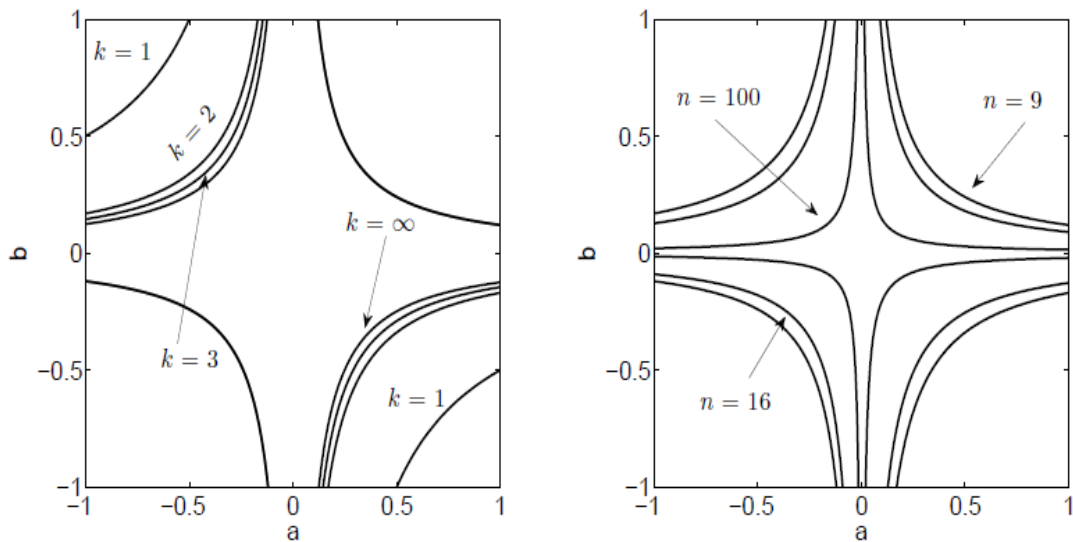 1
0.5
0
−0.5
−1
b
−1
−0.5
0
0.5
1
a
k = 1
k = 2
k = ∞
k = 3
k = 1
1
0.5
0
−0.5
−1
b
−1
−0.5
0
0.5
1
a
n = 100
n = 9
n = 16